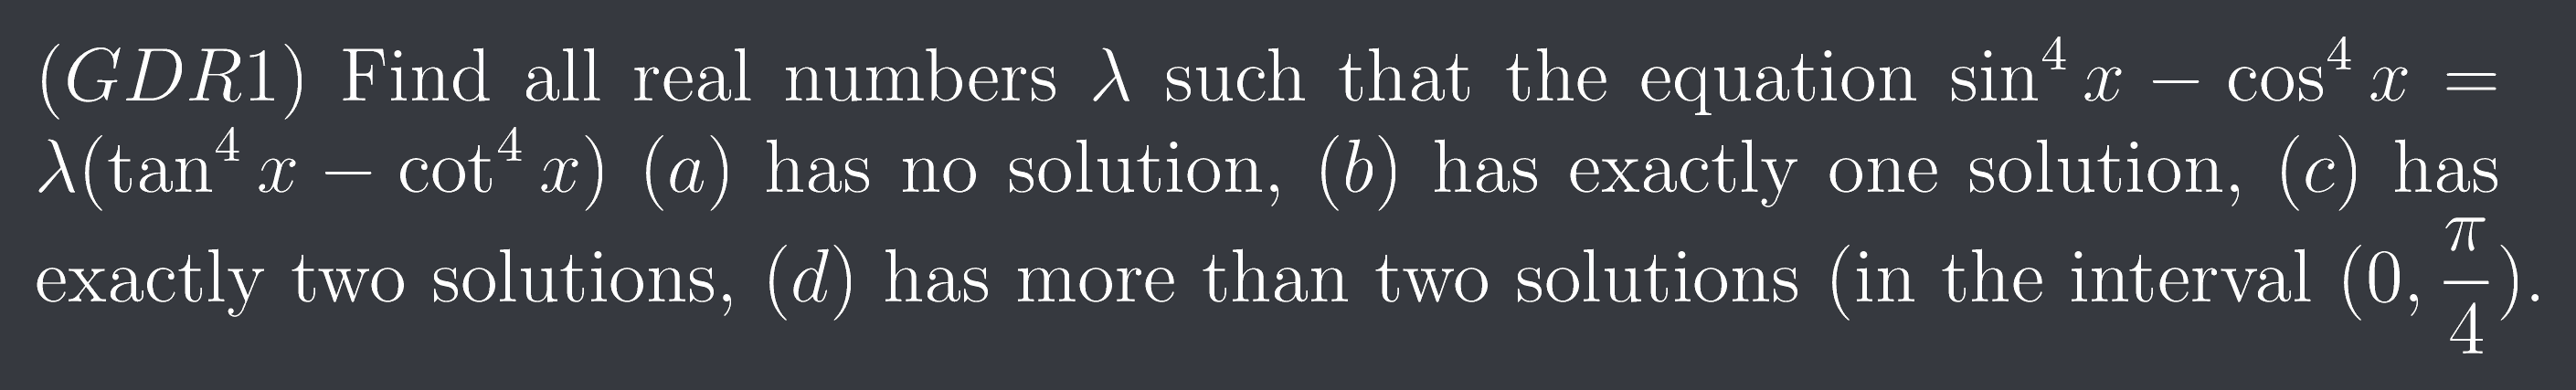 (GDR1) Find all real numbers λ such that the equation sin⁴ x − cos⁴ x =
λ(tan⁴ x − cot⁴ x) (a) has no solution, (b) has exactly one solution, (c) has
exactly two solutions, (d) has more than two solutions (in the interval (0, π/4).